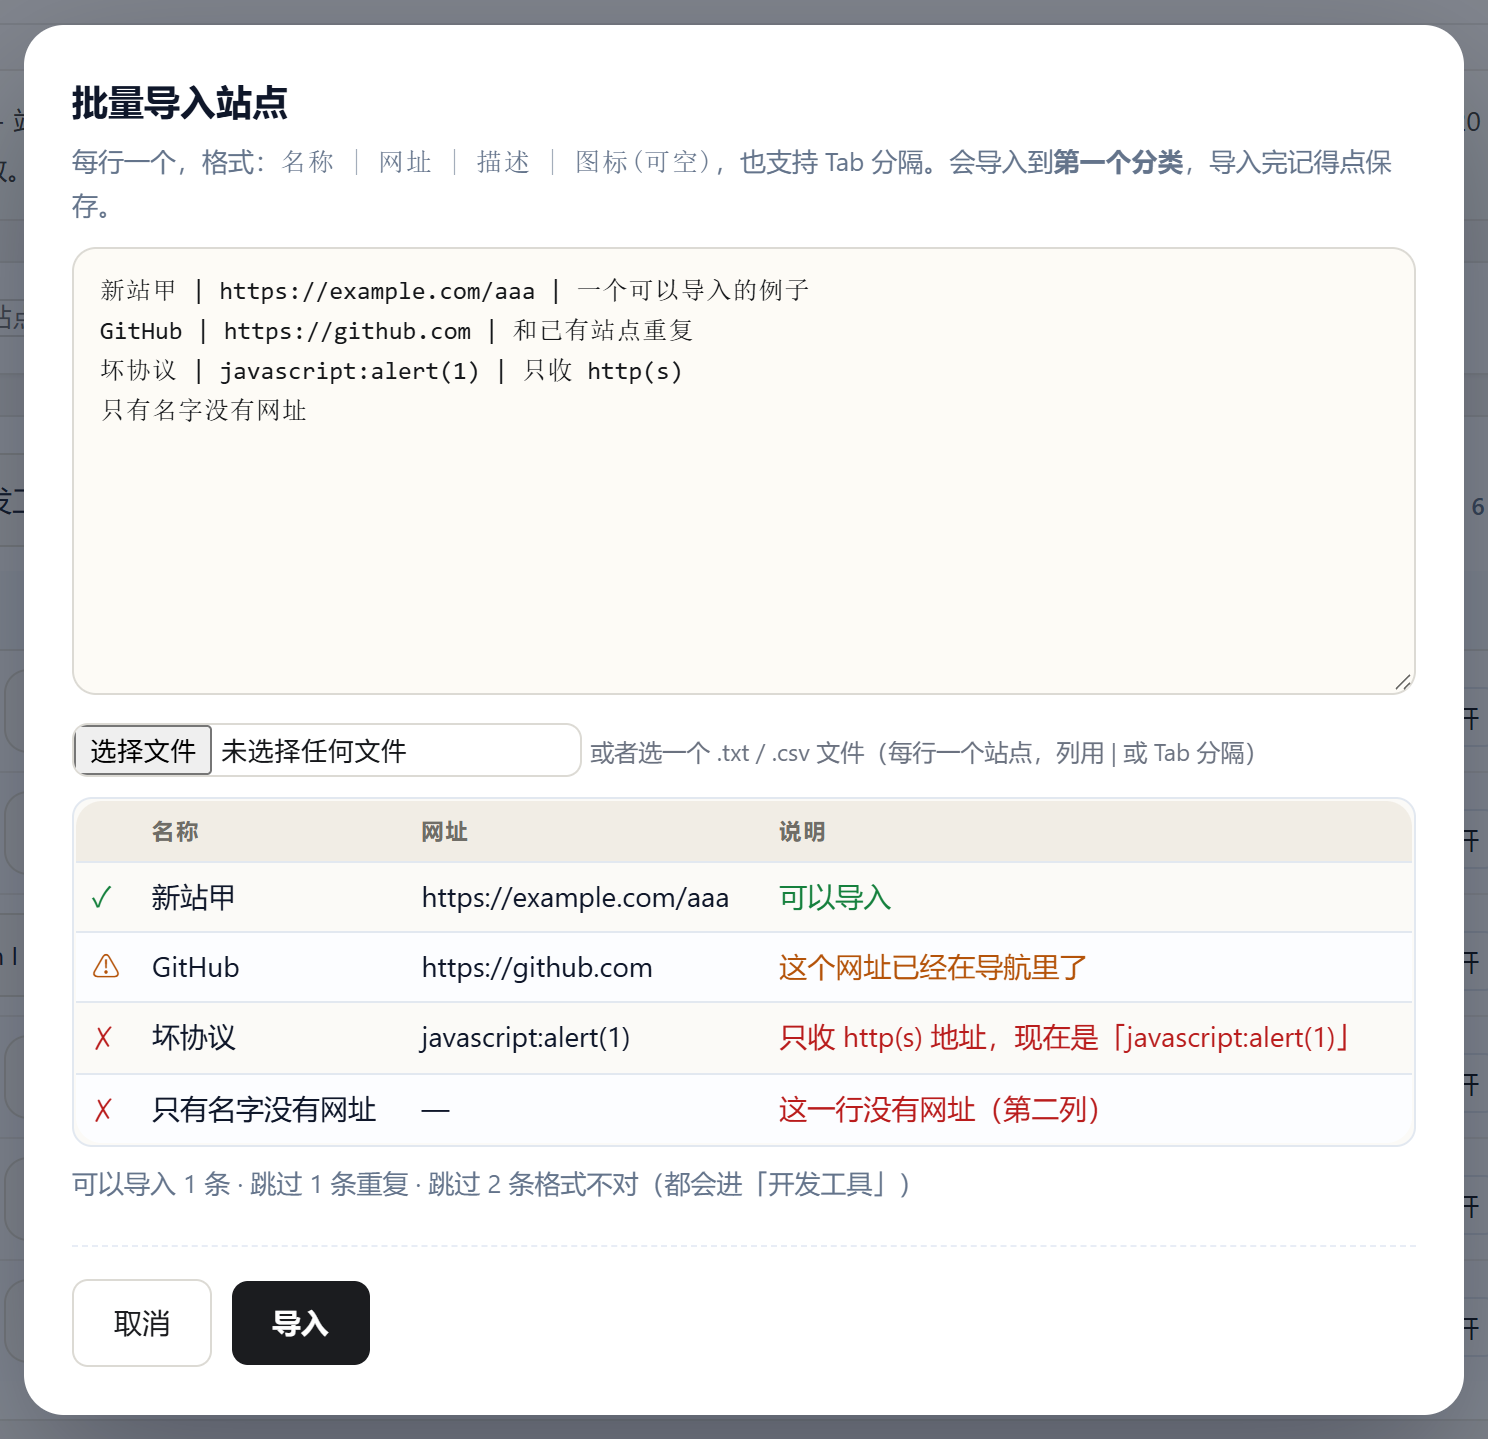 批量导入站点
每行一个，格式：名称 | 网址 | 描述 | 图标(可空)，也支持 Tab 分隔。会导入到第一个分类，导入完记得点保
存。
新站甲 | https://example.com/aaa | 一个可以导入的例子
GitHub | https://github.com | 和已有站点重复
坏协议 | javascript:alert(1) | 只收 http(s)
只有名字没有网址
选择文件 未选择任何文件 或者选一个 .txt / .csv 文件（每行一个站点，列用 | 或 Tab 分隔）
名称 网址 说明
✓ 新站甲 https://example.com/aaa 可以导入
⚠ GitHub https://github.com 这个网址已经在导航里了
✗ 坏协议 javascript:alert(1) 只收 http(s) 地址，现在是「javascript:alert(1)」
✗ 只有名字没有网址 — 这一行没有网址（第二列）
可以导入 1 条 · 跳过 1 条重复 · 跳过 2 条格式不对（都会进「开发工具」）
取消 导入